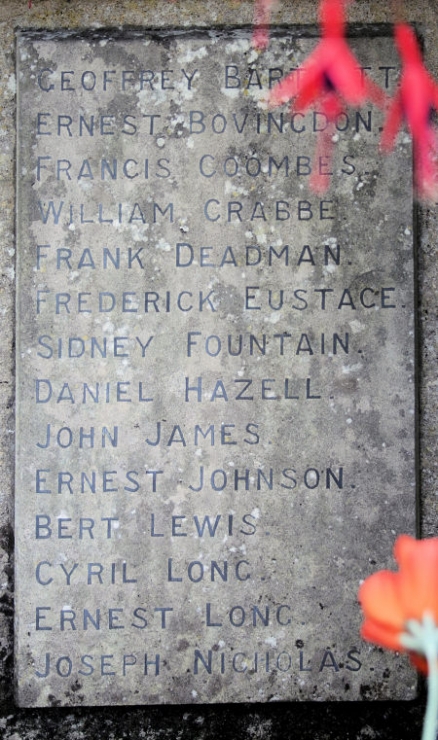 GEOFFREY BARTLETT.
ERNEST BOVINGDON.
FRANCIS COOMBES.
WILLIAM CRABBE.
FRANK DEADMAN.
FREDERICK EUSTACE.
SIDNEY FOUNTAIN.
DANIEL HAZELL.
JOHN JAMES.
ERNEST JOHNSON.
BERT LEWIS.
CYRIL LONG.
ERNEST LONG.
JOSEPH NICHOLAS.